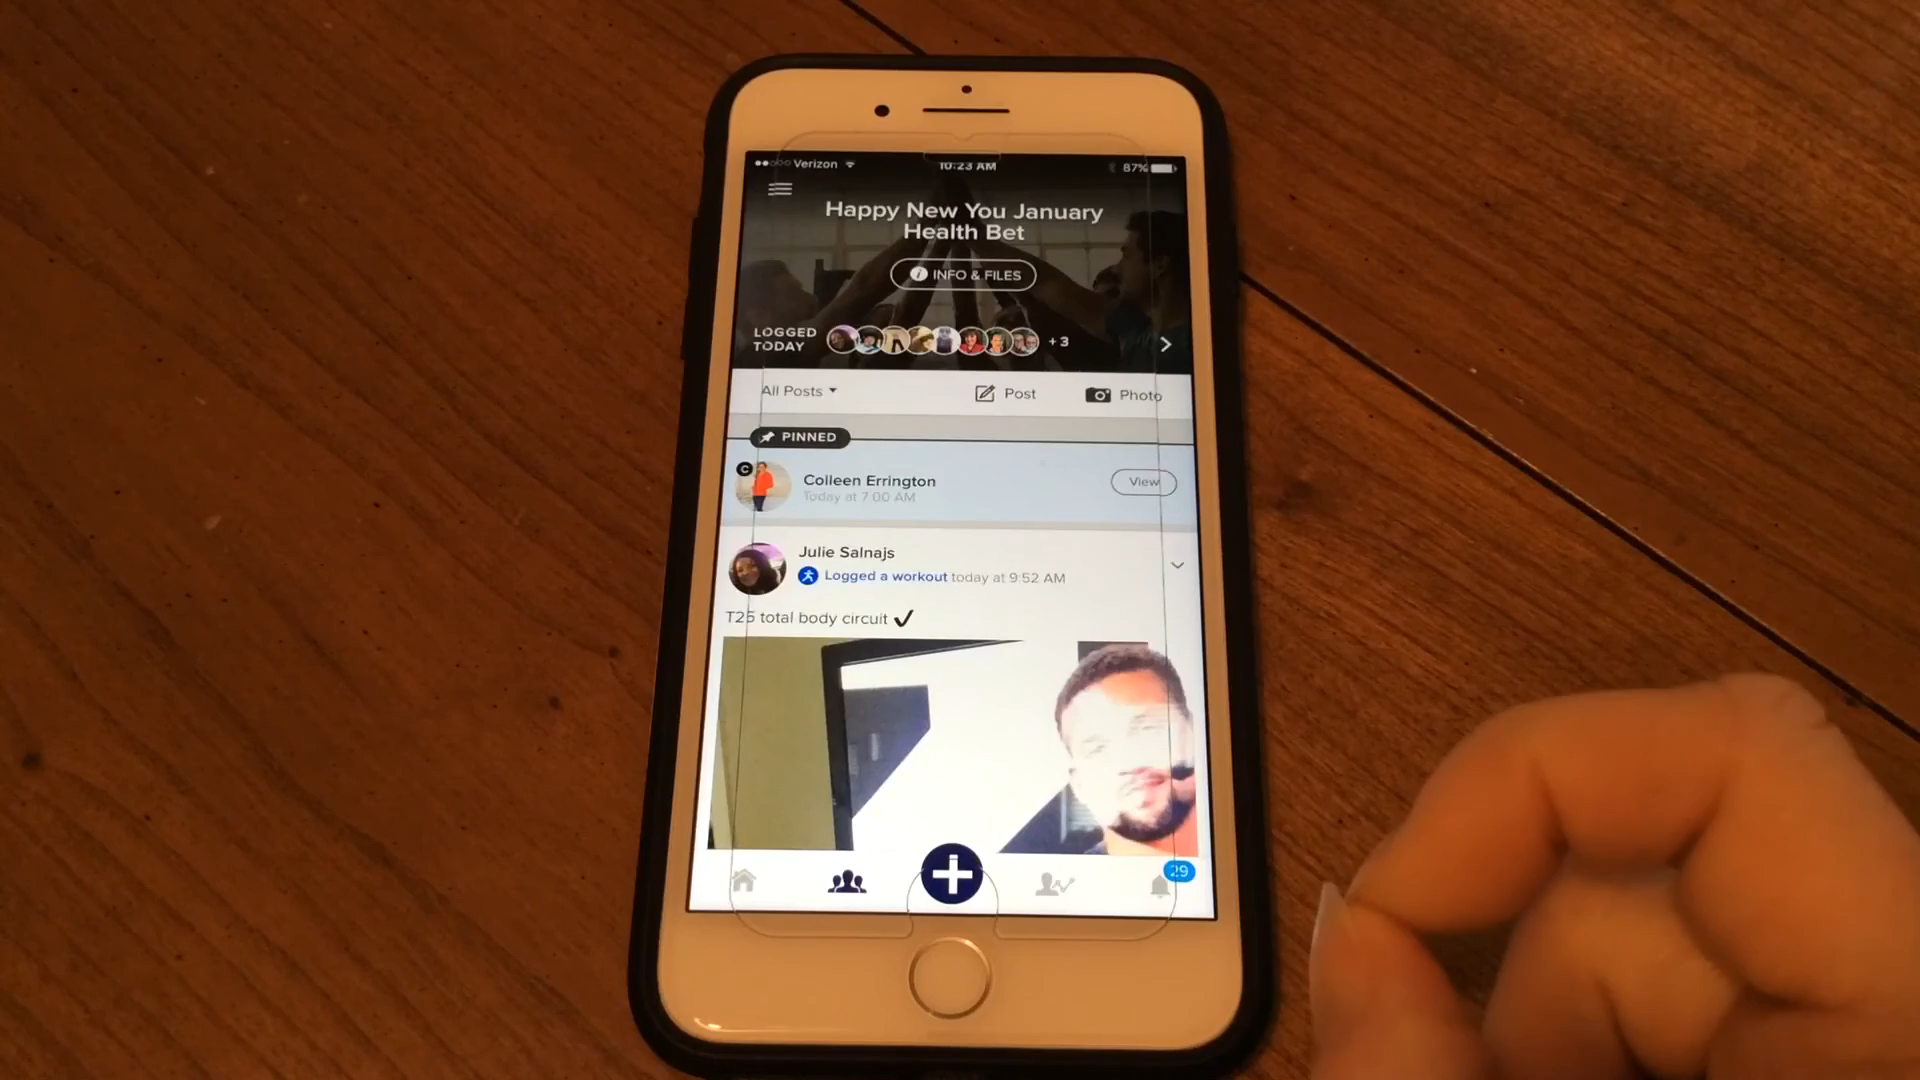 Verizon
10:23 AM
87%
Happy New You January
Health Bet
i INFO & FILES
LOGGED
TODAY
+ 3
All Posts
Post
Photo
PINNED
C
Colleen Errington
Today at 7:00 AM
View
Julie Salnajs
Logged a workout today at 9:52 AM
T25 total body circuit ✓
29